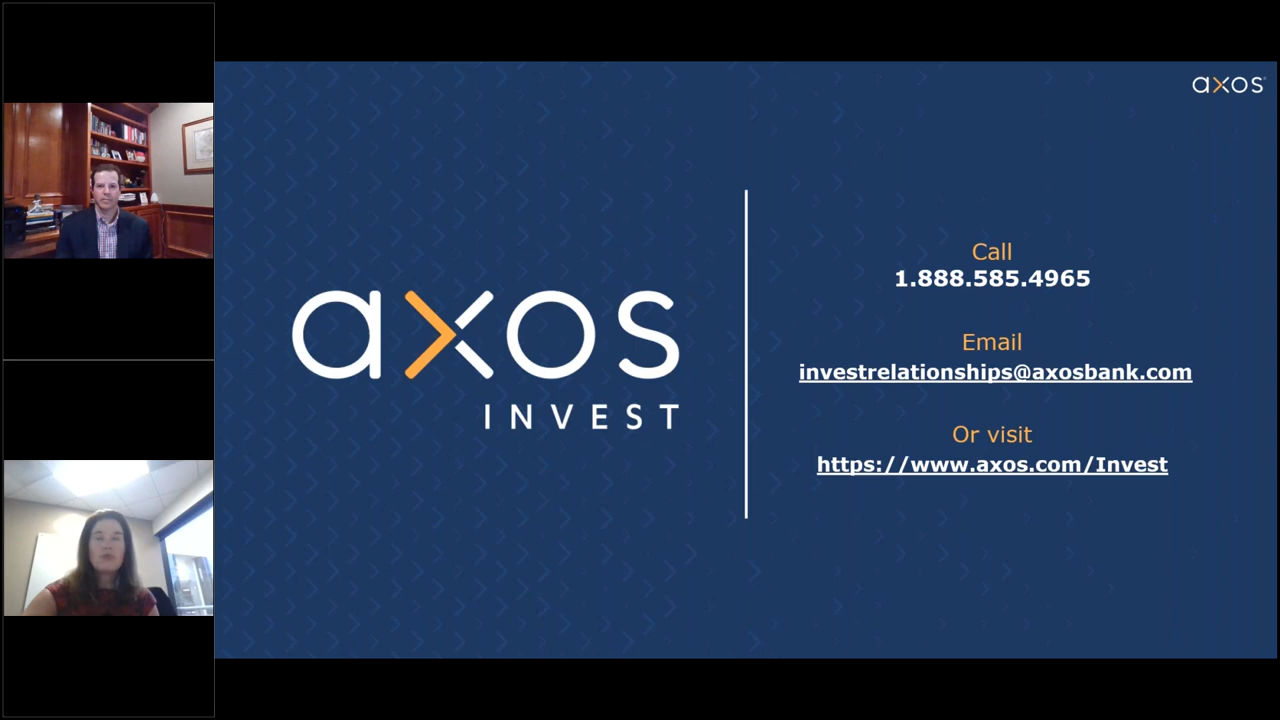 axos
axos
INVEST
Call
1.888.585.4965
Email
investrelationships@axosbank.com
Or visit
https://www.axos.com/Invest